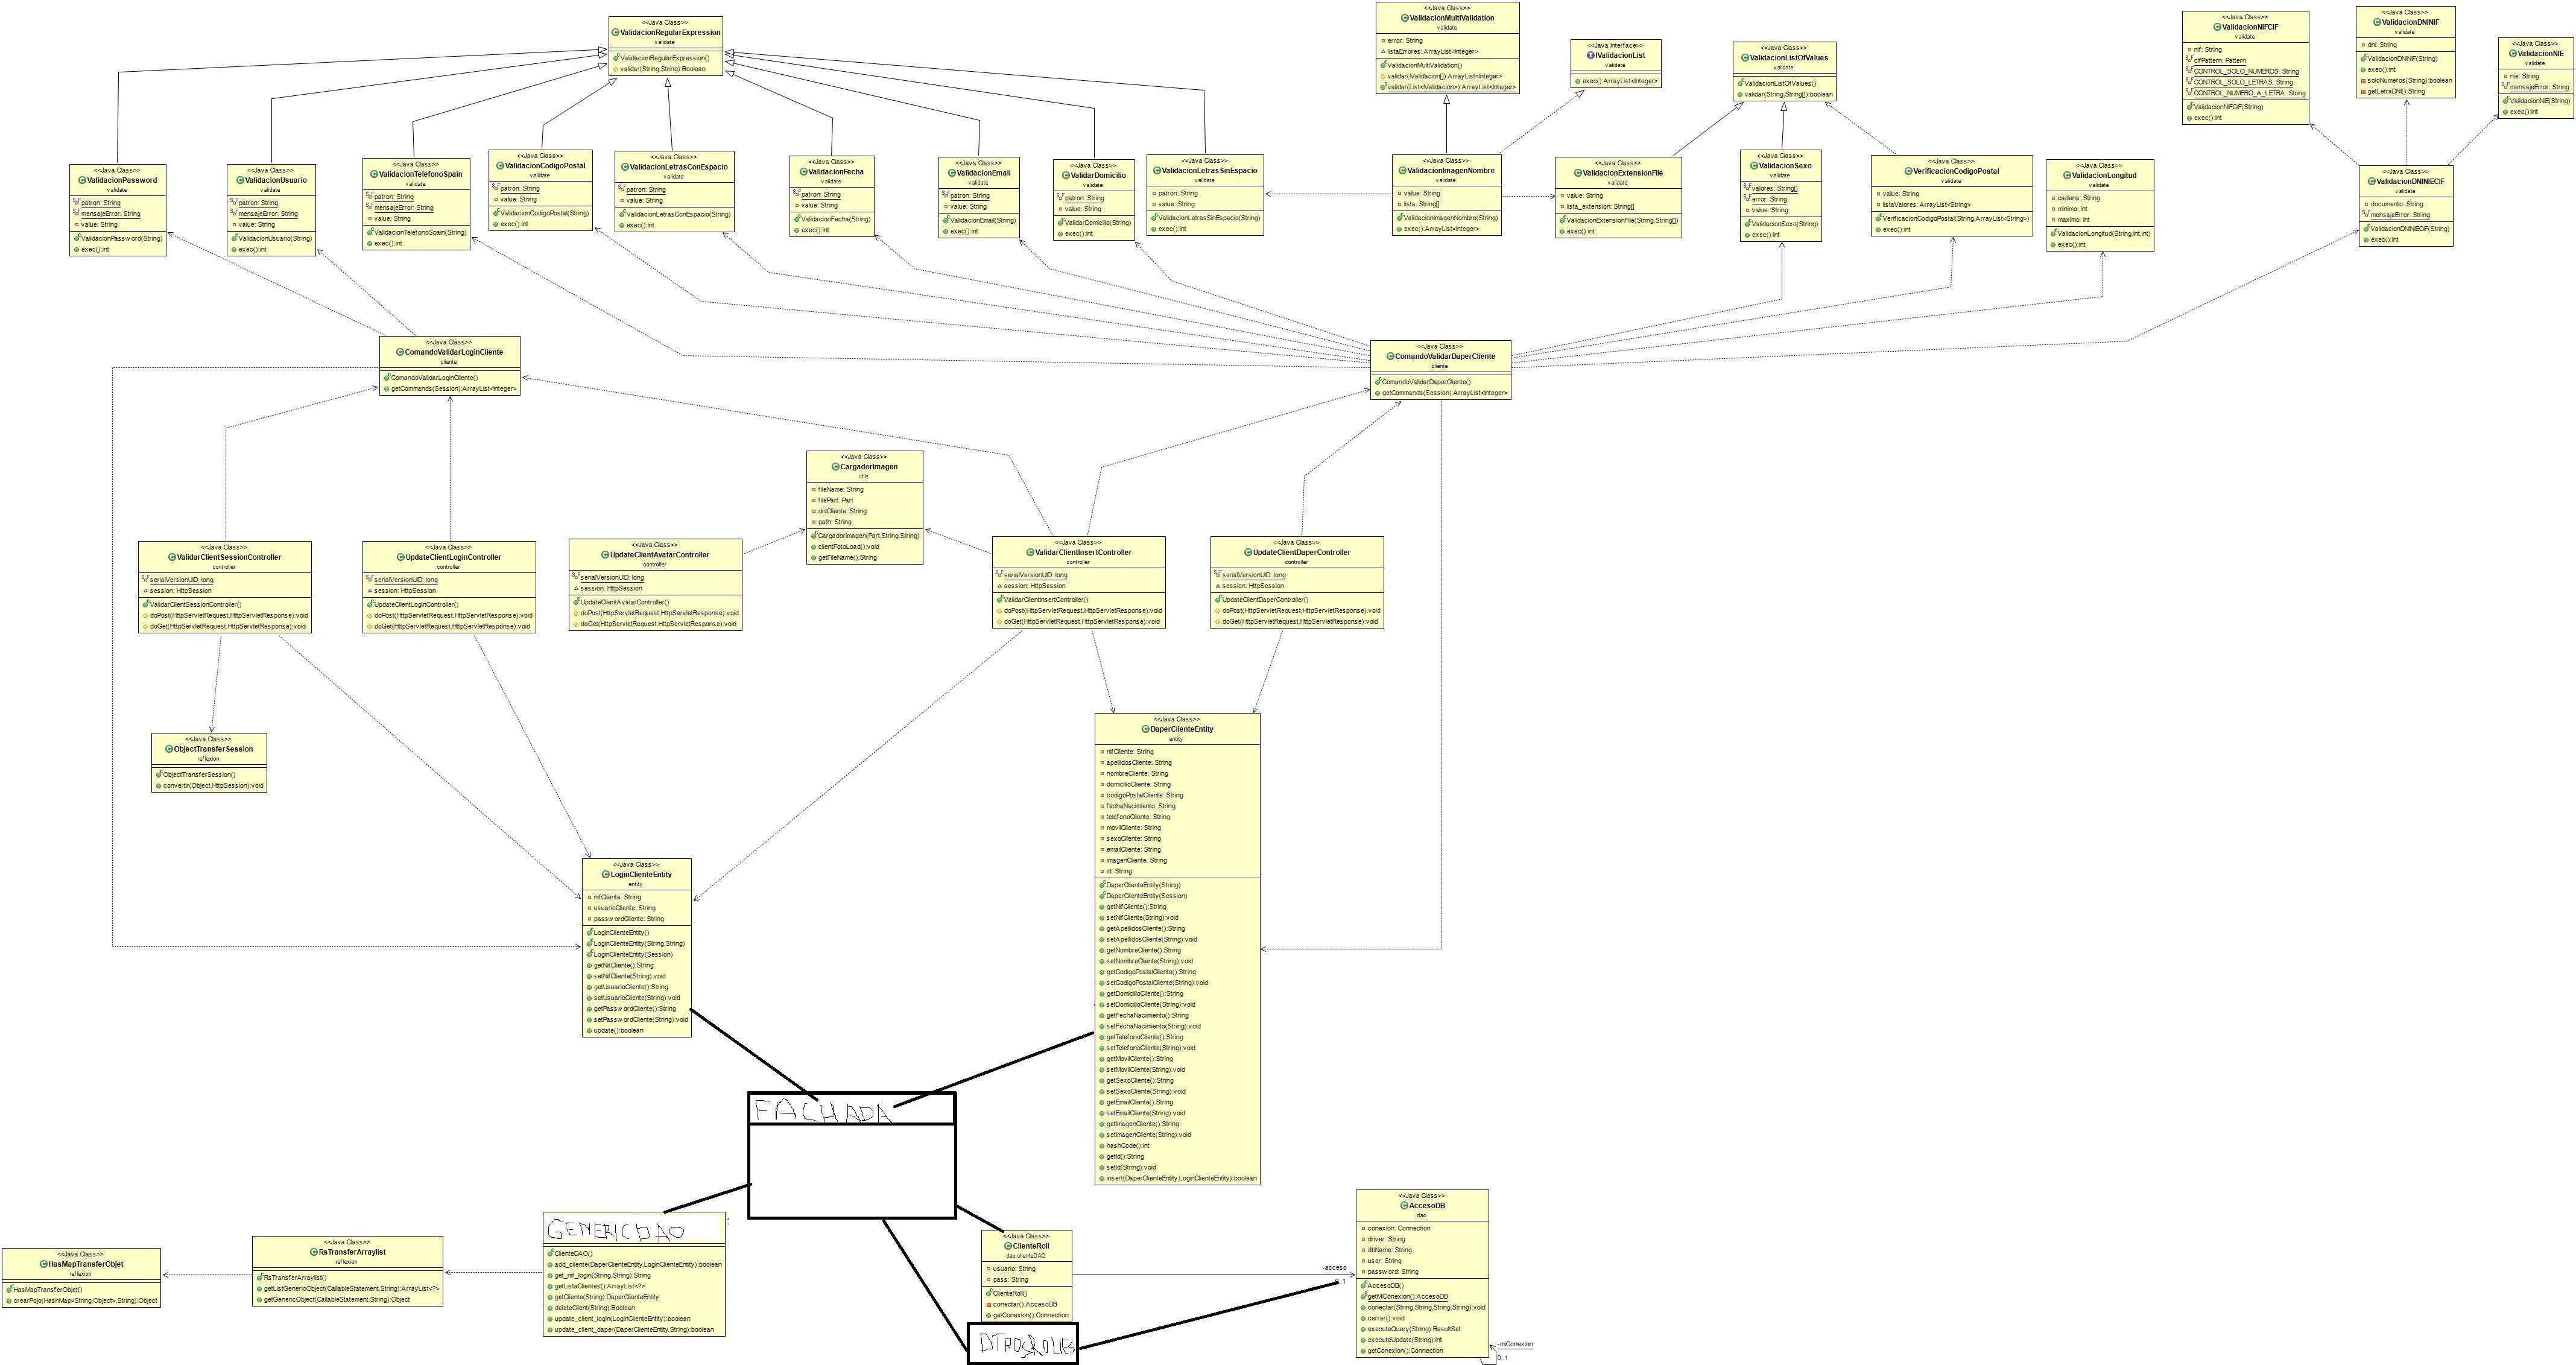 <<Java Class>>
ValidacionRegularExpression
validate
ValidacionRegularExpression()
validar(String,String):Boolean
<<Java Class>>
ValidacionMultiValidation
validate
error: String
listaErrores: ArrayList<Integer>
ValidacionMultiValidation()
validar(IValidacion[]):ArrayList<Integer>
validar(List<IValidacion>):ArrayList<Integer>
<<Java Interface>>
IValidacionList
validate
exec():ArrayList<Integer>
<<Java Class>>
ValidacionListOfValues
validate
ValidacionListOfValues()
validar(String,String[]):boolean
<<Java Class>>
ValidacionNIFCIF
validate
nif: String
cifPattern: Pattern
CONTROL_SOLO_NUMEROS: String
CONTROL_SOLO_LETRAS: String
CONTROL_NUMERO_A_LETRA: String
ValidacionNIFCIF(String)
exec():int
<<Java Class>>
ValidacionDNINIF
validate
dni: String
ValidacionDNINIF(String)
exec():int
soloNumeros(String):boolean
getLetraDNI():String
<<Java Class>>
ValidacionNIE
validate
nie: String
mensajeError: String
ValidacionNIE(String)
exec():int
<<Java Class>>
ValidacionPassword
validate
patron: String
mensajeError: String
value: String
ValidacionPassword(String)
exec():int
<<Java Class>>
ValidacionUsuario
validate
patron: String
mensajeError: String
value: String
ValidacionUsuario(String)
exec():int
<<Java Class>>
ValidacionTelefonoSpain
validate
patron: String
mensajeError: String
value: String
ValidacionTelefonoSpain(String)
exec():int
<<Java Class>>
ValidacionCodigoPostal
validate
patron: String
value: String
ValidacionCodigoPostal(String)
exec():int
<<Java Class>>
ValidacionLetrasConEspacio
validate
patron: String
value: String
ValidacionLetrasConEspacio(String)
exec():int
<<Java Class>>
ValidacionFecha
validate
patron: String
value: String
ValidacionFecha(String)
exec():int
<<Java Class>>
ValidacionEmail
validate
patron: String
value: String
ValidacionEmail(String)
exec():int
<<Java Class>>
ValidarDomicilio
validate
patron: String
value: String
ValidarDomicilio(String)
exec():int
<<Java Class>>
ValidacionLetrasSinEspacio
validate
patron: String
value: String
ValidacionLetrasSinEspacio(String)
exec():int
<<Java Class>>
ValidacionImagenNombre
validate
value: String
lista: String[]
ValidacionImagenNombre(String)
exec():ArrayList<Integer>
<<Java Class>>
ValidacionExtensionFile
validate
value: String
lista_extension: String[]
ValidacionExtensionFile(String,String[])
exec():int
<<Java Class>>
ValidacionSexo
validate
valores: String[]
error: String
value: String
ValidacionSexo(String)
exec():int
<<Java Class>>
VerificacionCodigoPostal
validate
value: String
listaValores: ArrayList<String>
VerificacionCodigoPostal(String,ArrayList<String>)
exec():int
<<Java Class>>
ValidacionLongitud
validate
cadena: String
minimo: int
maximo: int
ValidacionLongitud(String,int,int)
exec():int
<<Java Class>>
ValidacionDNINIECIF
validate
documento: String
mensajeError: String
ValidacionDNINIECIF(String)
exec():int
<<Java Class>>
ComandoValidarLoginCliente
cliente
ComandoValidarLoginCliente()
getCommands(Session):ArrayList<Integer>
<<Java Class>>
ComandoValidarDaperCliente
cliente
ComandoValidarDaperCliente()
getCommands(Session):ArrayList<Integer>
<<Java Class>>
CargadorImagen
utils
fileName: String
filePart: Part
dniCliente: String
path: String
CargadorImagen(Part,String,String)
clientFotoLoad():void
getFileName():String
<<Java Class>>
ValidarClientSessionController
controller
serialVersionUID: long
session: HttpSession
ValidarClientSessionController()
doPost(HttpServletRequest,HttpServletResponse):void
doGet(HttpServletRequest,HttpServletResponse):void
<<Java Class>>
UpdateClientLoginController
controller
serialVersionUID: long
session: HttpSession
UpdateClientLoginController()
doPost(HttpServletRequest,HttpServletResponse):void
doGet(HttpServletRequest,HttpServletResponse):void
<<Java Class>>
UpdateClientAvatarController
controller
serialVersionUID: long
session: HttpSession
UpdateClientAvatarController()
doPost(HttpServletRequest,HttpServletResponse):void
doGet(HttpServletRequest,HttpServletResponse):void
<<Java Class>>
ValidarClientInsertController
controller
serialVersionUID: long
session: HttpSession
ValidarClientInsertController()
doPost(HttpServletRequest,HttpServletResponse):void
doGet(HttpServletRequest,HttpServletResponse):void
<<Java Class>>
UpdateClientDaperController
controller
serialVersionUID: long
session: HttpSession
UpdateClientDaperController()
doPost(HttpServletRequest,HttpServletResponse):void
doGet(HttpServletRequest,HttpServletResponse):void
<<Java Class>>
ObjectTransferSession
reflexion
ObjectTransferSession()
convertir(Object,HttpSession):void
<<Java Class>>
DaperClienteEntity
entity
nifCliente: String
apellidosCliente: String
nombreCliente: String
domicilioCliente: String
codigoPostalCliente: String
fechaNacimiento: String
telefonoCliente: String
movilCliente: String
sexoCliente: String
emailCliente: String
imagenCliente: String
id: String
DaperClienteEntity(String)
DaperClienteEntity(Session)
getNifCliente():String
setNifCliente(String):void
getApellidosCliente():String
setApellidosCliente(String):void
getNombreCliente():String
setNombreCliente(String):void
getCodigoPostalCliente():String
setCodigoPostalCliente(String):void
getDomicilioCliente():String
setDomicilioCliente(String):void
getFechaNacimiento():String
setFechaNacimiento(String):void
getTelefonoCliente():String
setTelefonoCliente(String):void
getMovilCliente():String
setMovilCliente(String):void
getSexoCliente():String
setSexoCliente(String):void
getEmailCliente():String
setEmailCliente(String):void
getImagenCliente():String
setImagenCliente(String):void
hashCode():int
getId():String
setId(String):void
insert(DaperClienteEntity,LoginClienteEntity):boolean
<<Java Class>>
LoginClienteEntity
entity
nifCliente: String
usuarioCliente: String
passwordCliente: String
LoginClienteEntity()
LoginClienteEntity(String,String)
LoginClienteEntity(Session)
getNifCliente():String
setNifCliente(String):void
getUsuarioCliente():String
setUsuarioCliente(String):void
getPasswordCliente():String
setPasswordCliente(String):void
update():boolean
FACHADA
<<Java Class>>
HasMapTransferObjet
reflexion
HasMapTransferObjet()
crearPojo(HashMap<String,Object>,String):Object
<<Java Class>>
RsTransferArraylist
reflexion
RsTransferArraylist()
getListGenericObject(CallableStatement,String):ArrayList<?>
getGenericObject(CallableStatement,String):Object
GENERICDAO
ClienteDAO()
add_cliente(DaperClienteEntity,LoginClienteEntity):boolean
get_nif_login(String,String):String
getListaClientes():ArrayList<?>
getCliente(String):DaperClienteEntity
deleteClient(String):Boolean
update_client_login(LoginClienteEntity):boolean
update_client_daper(DaperClienteEntity,String):boolean
<<Java Class>>
ClienteRoll
dao.clienteDAO
usuario: String
pass: String
ClienteRoll()
conectar():AccesoDB
getConexion():Connection
-acceso
0..1
<<Java Class>>
AccesoDB
dao
conexion: Connection
driver: String
dbName: String
user: String
password: String
AccesoDB()
getMiConexion():AccesoDB
conectar(String,String,String,String):void
cerrar():void
executeQuery(String):ResultSet
executeUpdate(String):int
getConexion():Connection
-miConexion
0..1